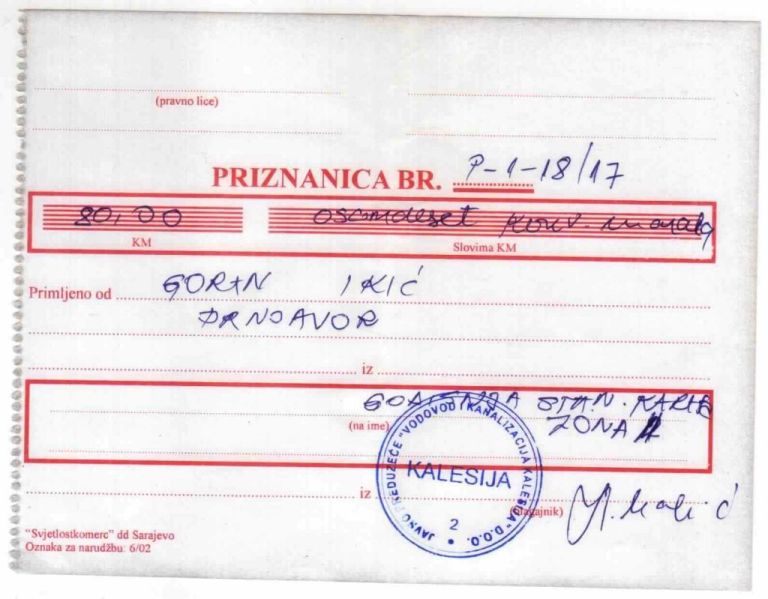 (pravno lice)
PRIZNANICA BR. P-1-18/17
80,00 osamdeset konv. maraka
KM Slovima KM
Primljeno od GORAN IKIĆ
PRNJAVOR
iz
STAN. KARTE
(na ime) ZONA
JAVNO PREDUZEĆE "VODOVOD I KANALIZACIJA KALESIJA" D.O.O.
KALESIJA
2
iz
(blagajnik)
"Svjetlostkomerc" dd Sarajevo
Oznaka za narudžbu: 6/02